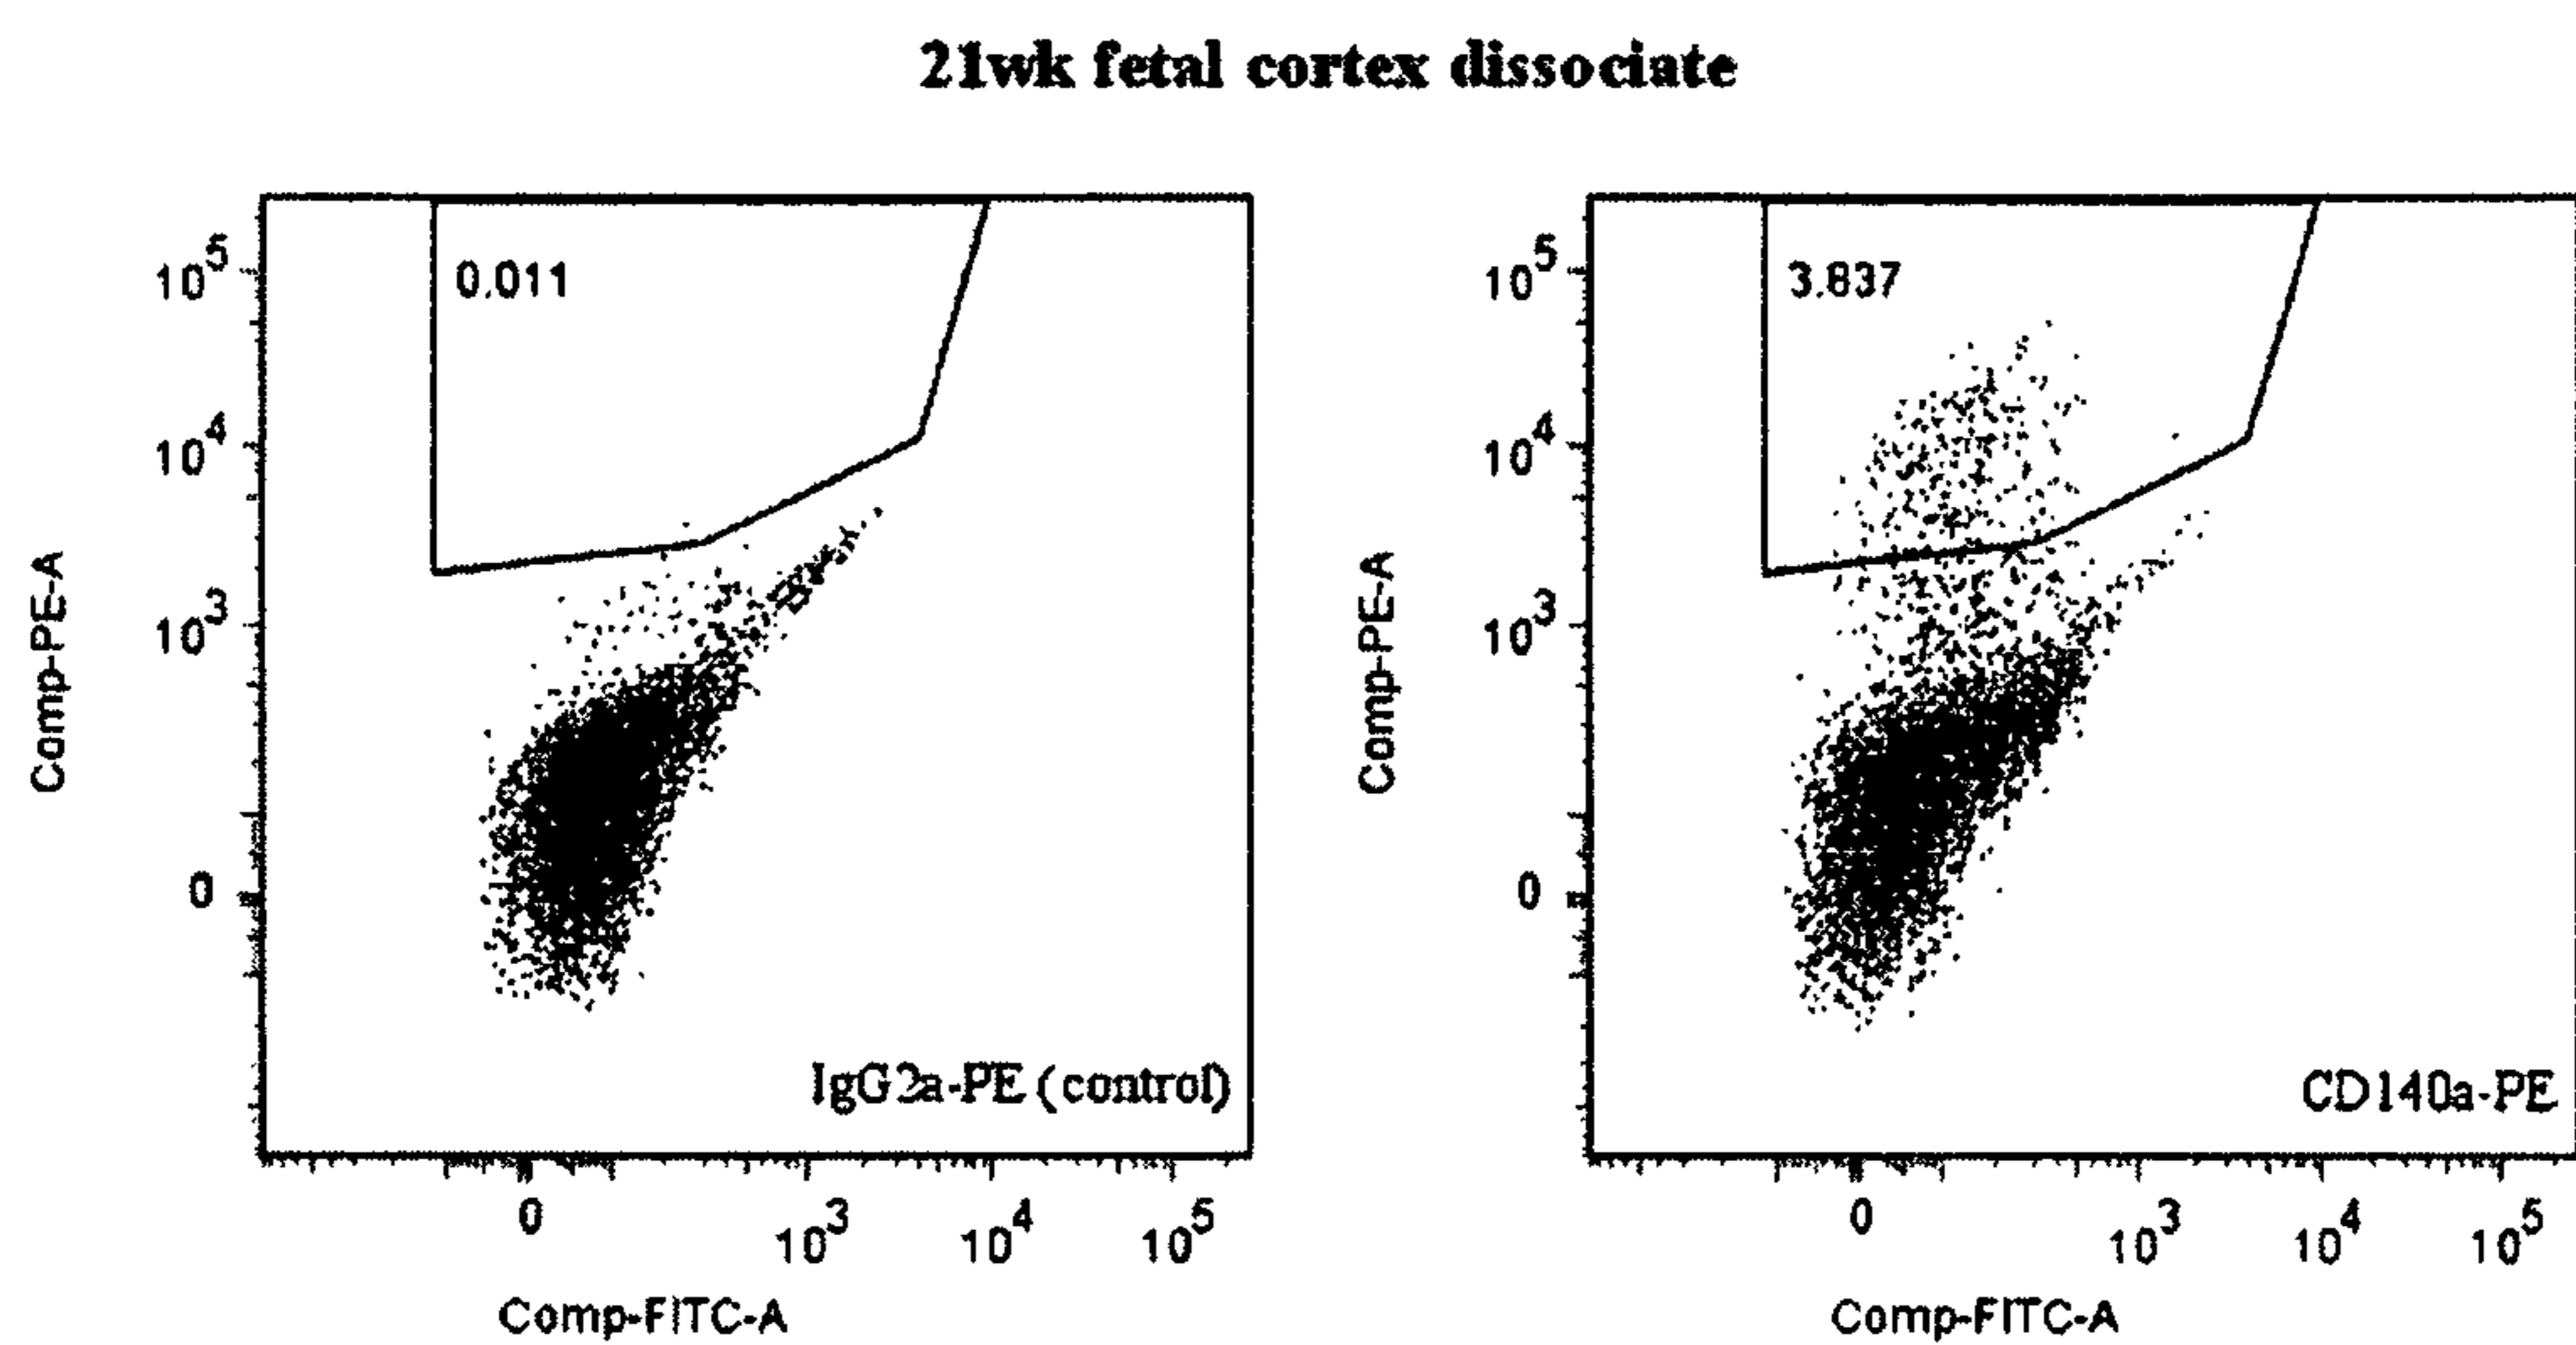 21wk fetal cortex dissociate
Comp-PE-A
10^5
10^4
10^3
0
0.011
IgG2a-PE (control)
0
10^3
10^4
10^5
Comp-FITC-A
Comp-PE-A
10^5
10^4
10^3
0
3.837
CD140a-PE
0
10^3
10^4
10^5
Comp-FITC-A